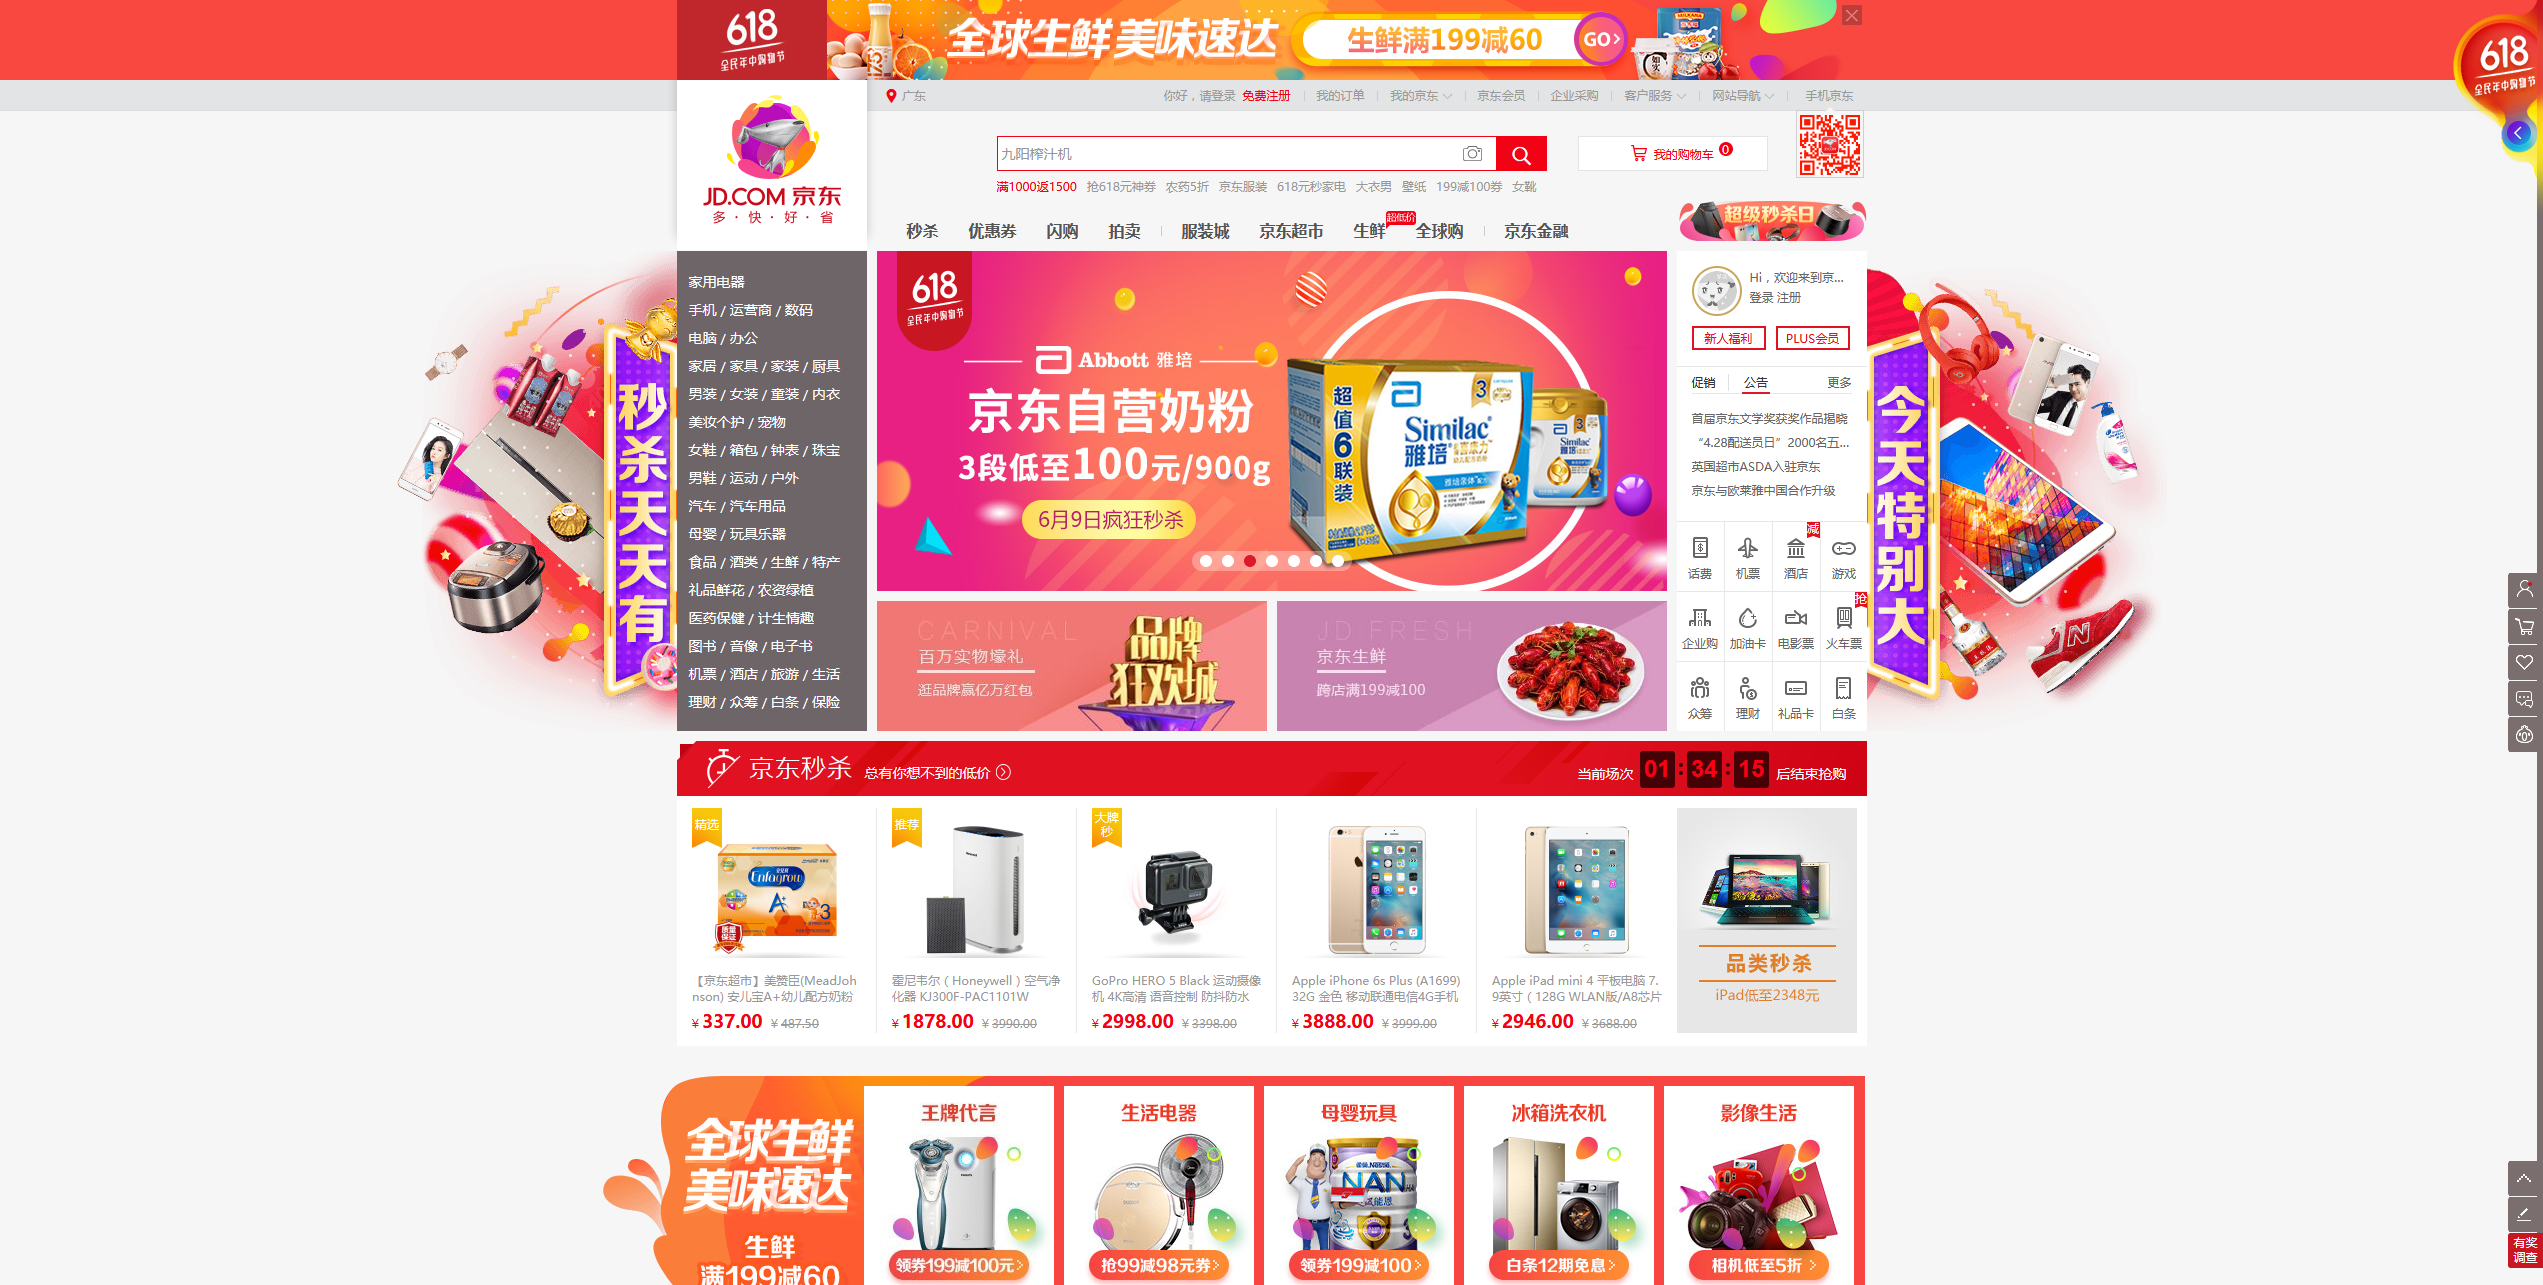 618
全民年中购物节
全球生鲜 美味速达
生鲜满199减60
GO
618
全民年中购物节
广东
你好，请登录 免费注册
我的订单
我的京东
京东会员
企业采购
客户服务
网站导航
手机京东
JD.COM 京东
多·快·好·省
九阳榨汁机
我的购物车 0
满1000返1500 抢618元神券 农药5折 京东服装 618元秒家电 大衣男 壁纸 199减100券 女靴
超低价
秒杀 优惠券 闪购 拍卖 服装城 京东超市 生鲜 全球购 京东金融
超级秒杀日
秒杀天天有
家用电器
手机 / 运营商 / 数码
电脑 / 办公
家居 / 家具 / 家装 / 厨具
男装 / 女装 / 童装 / 内衣
美妆个护 / 宠物
女鞋 / 箱包 / 钟表 / 珠宝
男鞋 / 运动 / 户外
汽车 / 汽车用品
母婴 / 玩具乐器
食品 / 酒类 / 生鲜 / 特产
礼品鲜花 / 农资绿植
医药保健 / 计生情趣
图书 / 音像 / 电子书
机票 / 酒店 / 旅游 / 生活
理财 / 众筹 / 白条 / 保险
618
全民年中购物节
Abbott 雅培
京东自营奶粉
3段低至100元/900g
6月9日疯狂秒杀
超值6联装
Similac
雅培
3
Similac
CARNIVAL
百万实物壕礼
逛品牌赢亿万红包
品牌
狂欢城
JD FRESH
京东生鲜
跨店满199减100
Hi，欢迎来到京...
登录 注册
新人福利
PLUS会员
促销
公告
更多
首届京东文学奖获奖作品揭晓
“4.28配送员日”2000名五...
英国超市ASDA入驻京东
京东与欧莱雅中国合作升级
减
话费 机票 酒店 游戏
抢
企业购 加油卡 电影票 火车票
众筹 理财 礼品卡 白条
今天特别大
京东秒杀 总有你想不到的低价
当前场次 01:34:15 后结束抢购
精选
Enfagrow
A+
3
质量
保证
【京东超市】美赞臣(MeadJoh
nson) 安儿宝A+幼儿配方奶粉
¥ 337.00 ¥ 487.50
推荐
霍尼韦尔（Honeywell）空气净
化器 KJ300F-PAC1101W
¥ 1878.00 ¥ 3990.00
大牌
秒
GoPro HERO 5 Black 运动摄像
机 4K高清 语音控制 防抖防水
¥ 2998.00 ¥ 3398.00
Apple iPhone 6s Plus (A1699)
32G 金色 移动联通电信4G手机
¥ 3888.00 ¥ 3999.00
Apple iPad mini 4 平板电脑 7.
9英寸（128G WLAN版/A8芯片
¥ 2946.00 ¥ 3688.00
品类秒杀
iPad低至2348元
全球生鲜
美味速达
生鲜
满199减60
王牌代言
领券199减100元
生活电器
抢99减98元券
母婴玩具
Nestle
NAN
领券199减100
冰箱洗衣机
白条12期免息
影像生活
相机低至5折
有奖
调查